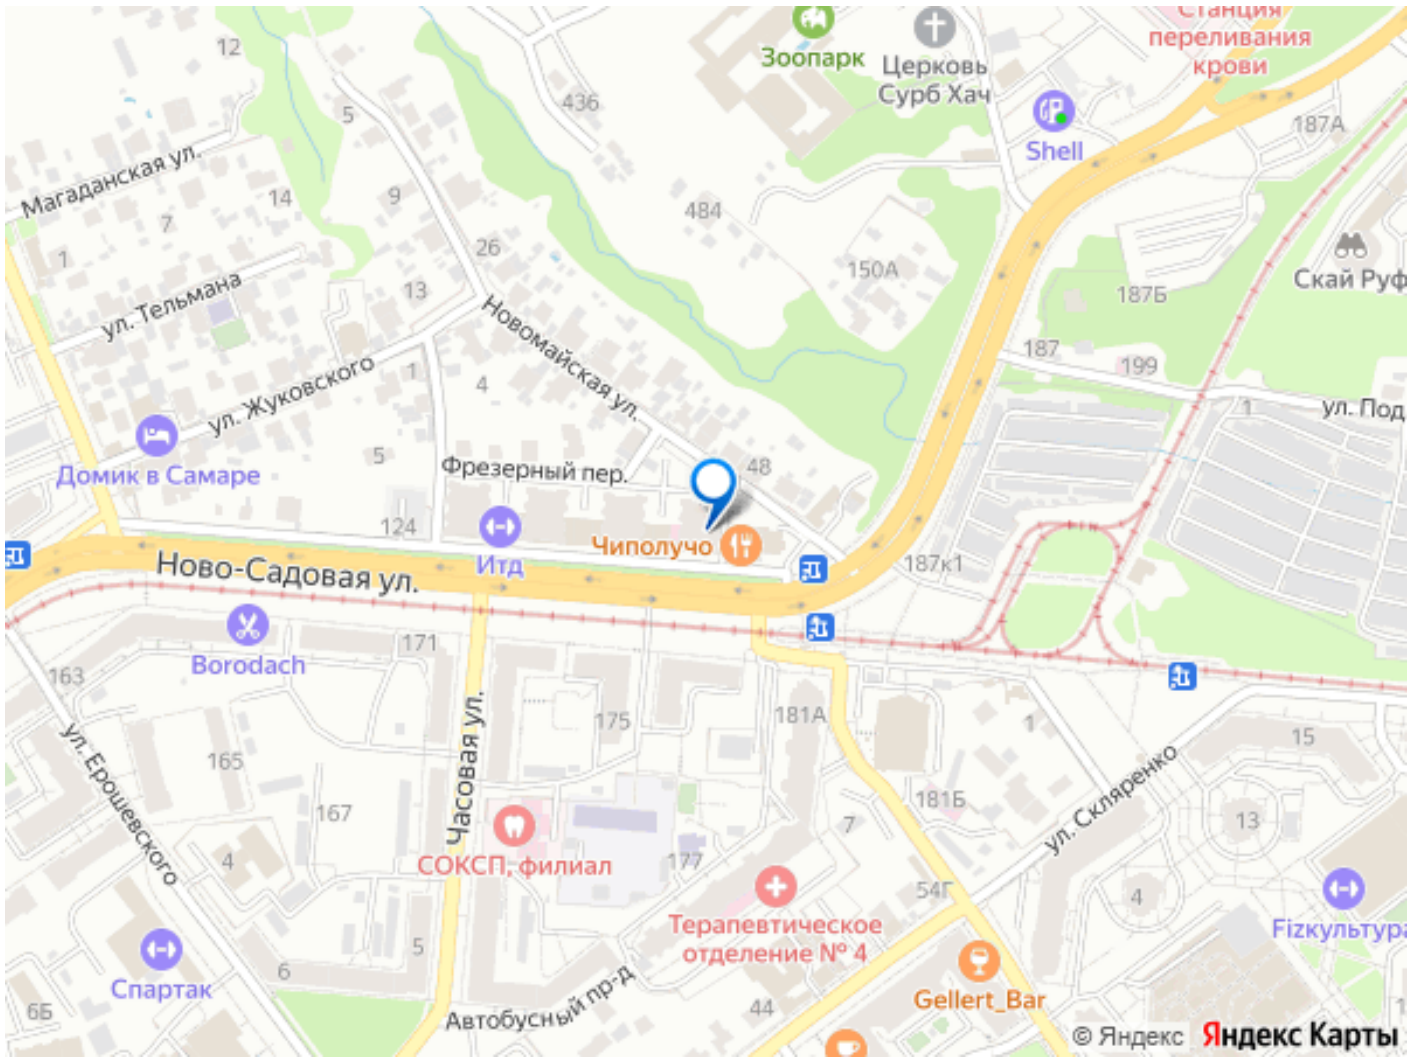 Станция
переливания
крови
Зоопарк
Церковь
Сурб Хач
12
5
436
Shell
187А
Магаданская ул.
14
9
7
484
26
1
150А
Скай Руф
187Б
ул. Тельмана
13
Новомайская ул.
187
199
ул. Жуковского
1
4
1
ул. Под
Домик в Самаре
5
Фрезерный пер.
48
124
Итд
Чиполучо
187к1
Ново-Садовая ул.
Borodach
171
163
175
181А
1
15
ул. Ерошевского
165
Часовая ул.
167
181Б
ул. Скляренко
13
7
4
СОКСП, филиал
177
54Г
4
Терапевтическое
отделение № 4
Fizкультура
5
6
Спартак
Gellert_Bar
6Б
44
Автобусный пр-д
1
© Яндекс Яндекс Карты